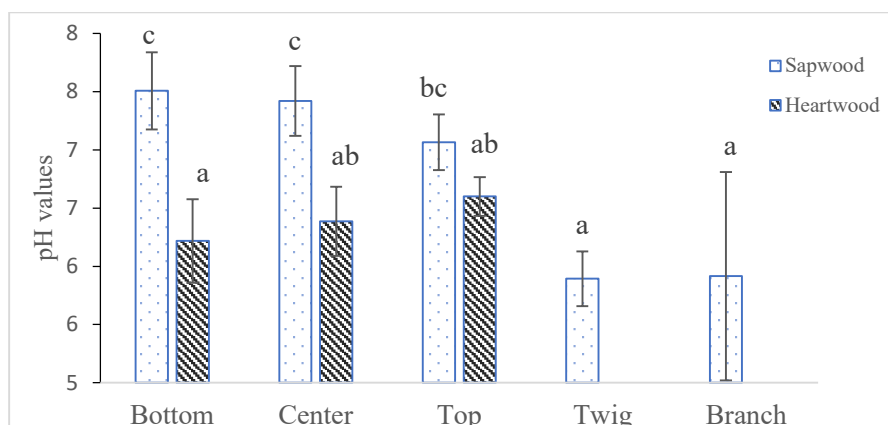 8
8
7
7
6
6
5
pH values
c
a
c
ab
bc
ab
a
a
Sapwood
Heartwood
Bottom Center Top Twig Branch